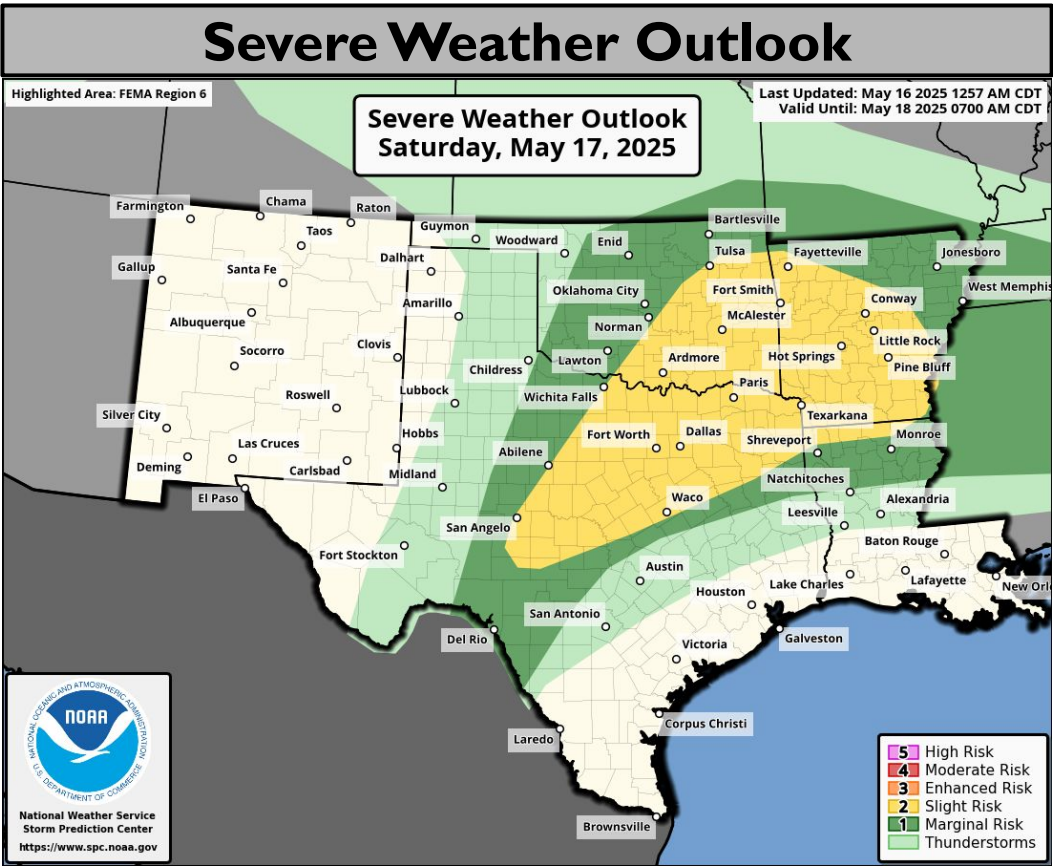 Severe Weather Outlook
Highlighted Area: FEMA Region 6
Last Updated: May 16 2025 1257 AM CDT
Valid Until: May 18 2025 0700 AM CDT
Severe Weather Outlook
Saturday, May 17, 2025
Farmington
Chama
Raton
Taos
Guymon
Woodward
Enid
Bartlesville
Tulsa
Fayetteville
Jonesboro
Gallup
Santa Fe
Dalhart
Oklahoma City
Fort Smith
Conway
West Memphis
Amarillo
Albuquerque
Norman
McAlester
Little Rock
Socorro
Clovis
Childress
Lawton
Ardmore
Hot Springs
Pine Bluff
Roswell
Lubbock
Wichita Falls
Paris
Silver City
Texarkana
Las Cruces
Hobbs
Fort Worth
Dallas
Shreveport
Monroe
Deming
Carlsbad
Midland
Abilene
Natchitoches
El Paso
Waco
Alexandria
San Angelo
Leesville
Fort Stockton
Baton Rouge
Austin
Houston
Lake Charles
Lafayette
New Orl
San Antonio
Del Rio
Galveston
Victoria
Corpus Christi
Laredo
Brownsville
NATIONAL OCEANIC AND ATMOSPHERIC ADMINISTRATION
NOAA
U.S. DEPARTMENT OF COMMERCE
National Weather Service
Storm Prediction Center
https://www.spc.noaa.gov
5 High Risk
4 Moderate Risk
3 Enhanced Risk
2 Slight Risk
1 Marginal Risk
Thunderstorms